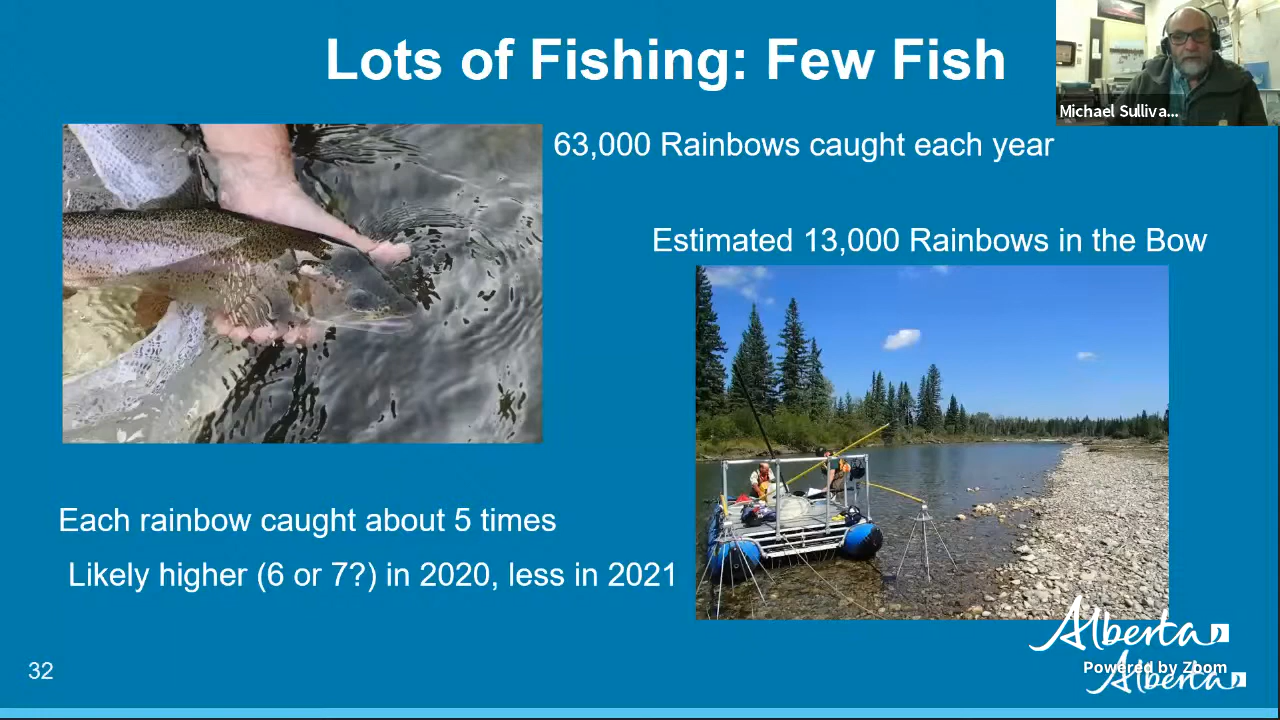 Lots of Fishing: Few Fish
Michael Sulliva...
63,000 Rainbows caught each year
Estimated 13,000 Rainbows in the Bow
Each rainbow caught about 5 times
Likely higher (6 or 7?) in 2020, less in 2021
Alberta
Powered by Zoom
Alberta
32